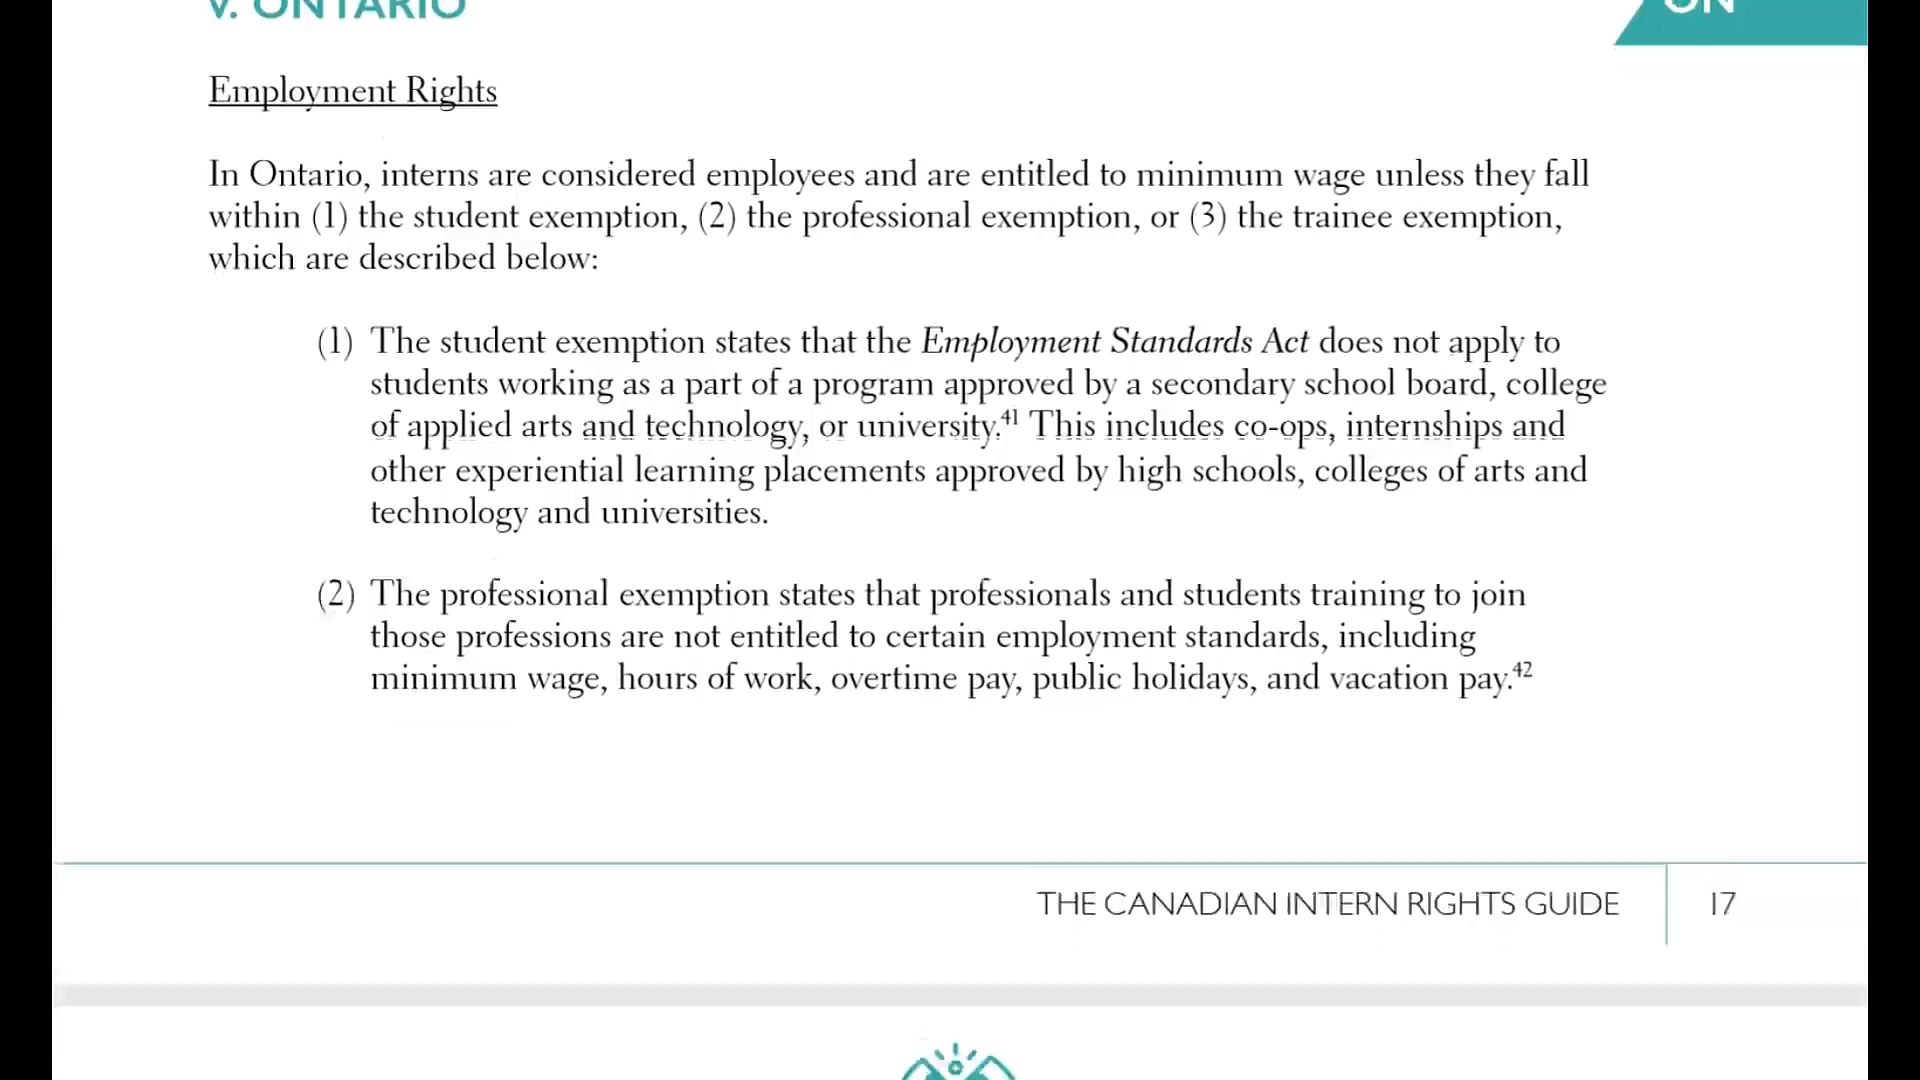 V. ONTARIO
ON
Employment Rights
In Ontario, interns are considered employees and are entitled to minimum wage unless they fall
within (1) the student exemption, (2) the professional exemption, or (3) the trainee exemption,
which are described below:
(1) The student exemption states that the Employment Standards Act does not apply to
students working as a part of a program approved by a secondary school board, college
of applied arts and technology, or university.41 This includes co-ops, internships and
other experiential learning placements approved by high schools, colleges of arts and
technology and universities.
(2) The professional exemption states that professionals and students training to join
those professions are not entitled to certain employment standards, including
minimum wage, hours of work, overtime pay, public holidays, and vacation pay.42
THE CANADIAN INTERN RIGHTS GUIDE
17